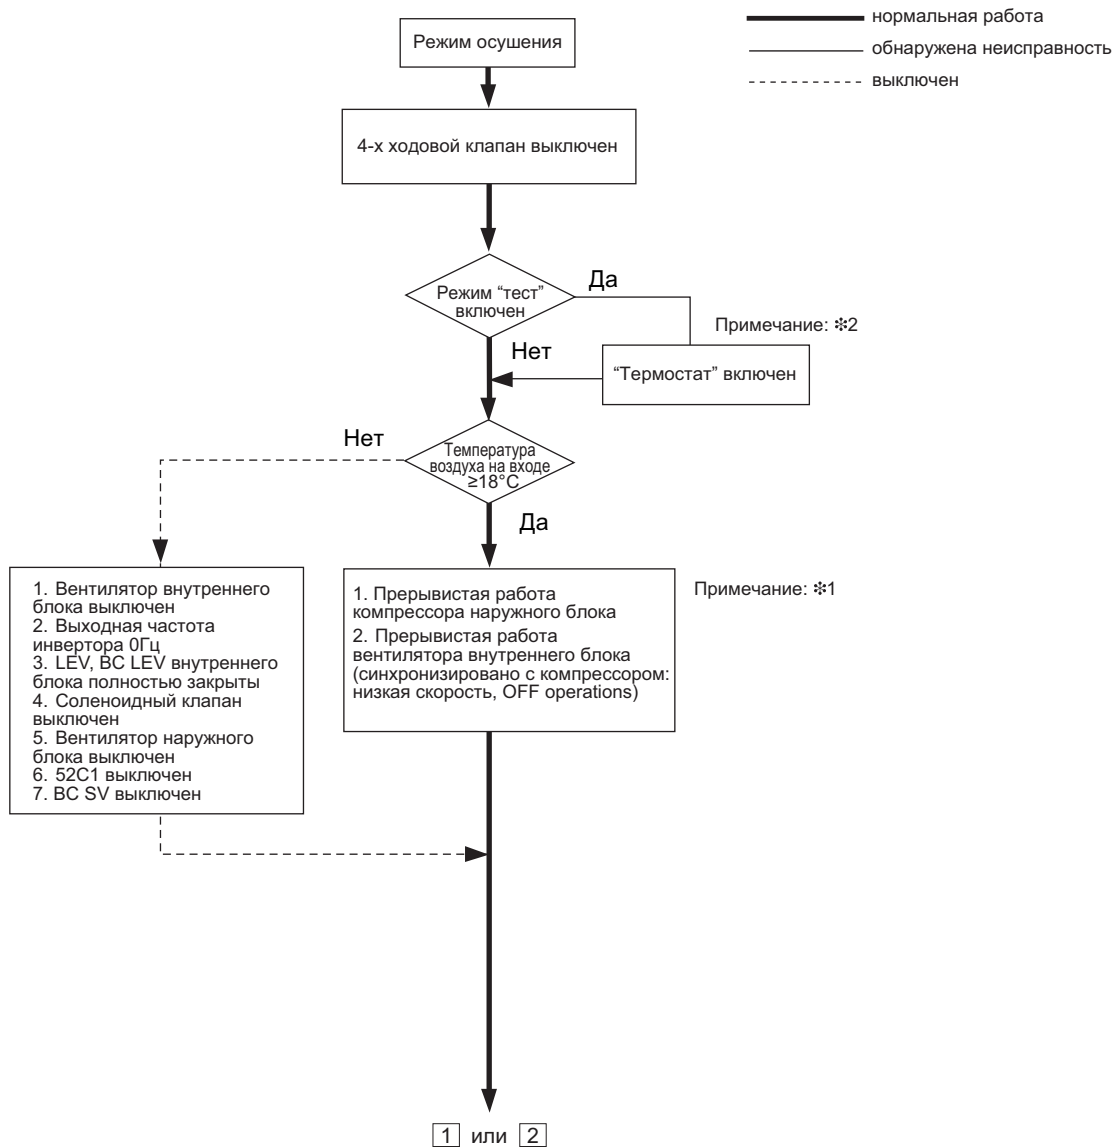 нормальная работа
обнаружена неисправность
выключен
Режим осушения
4-х ходовой клапан выключен
Режим “тест”
включен
Да
Примечание: ✻2
Нет
“Термостат” включен
Температура
воздуха на входе
≥18°C
Нет
Да
1. Вентилятор внутреннего
блока выключен
2. Выходная частота
инвертора 0Гц
3. LEV, BC LEV внутреннего
блока полностью закрыты
4. Соленоидный клапан
выключен
5. Вентилятор наружного
блока выключен
6. 52C1 выключен
7. BC SV выключен
1. Прерывистая работа
компрессора наружного блока
2. Прерывистая работа
вентилятора внутреннего блока
(синхронизировано с компрессором:
низкая скорость, OFF operations)
Примечание: ✻1
1 или 2